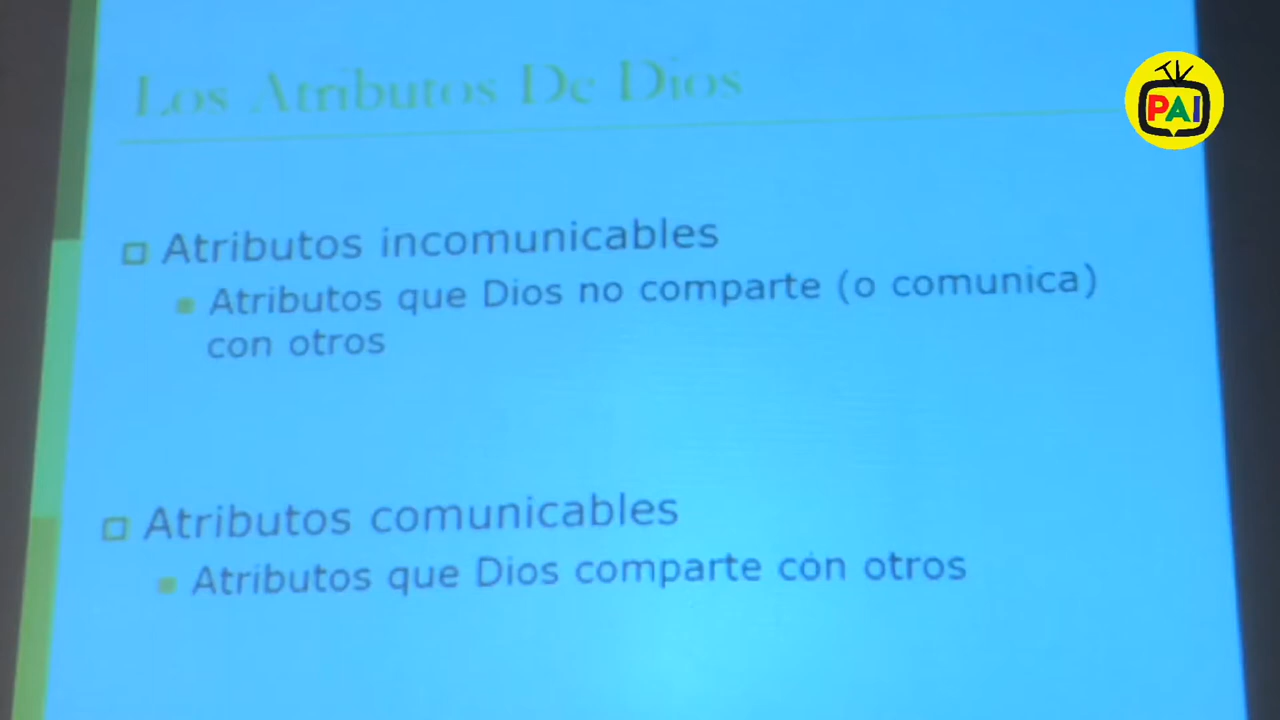 Los Atributos De Dios
TV
PAI
Atributos incomunicables
Atributos que Dios no comparte (o comunica)
con otros
Atributos comunicables
Atributos que Dios comparte con otros